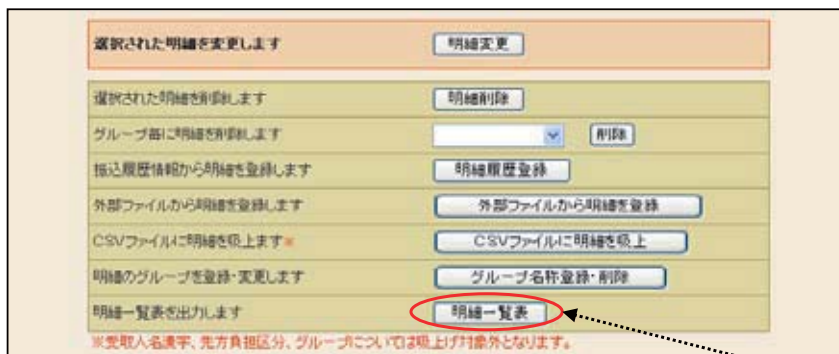 選択された明細を変更します 明細変更
選択された明細を削除します 明細削除
グループ毎に明細を削除します 削除
振込履歴情報から明細を登録します 明細履歴登録
外部ファイルから明細を登録します 外部ファイルから明細を登録
CSVファイルに明細を吸上ます※ CSVファイルに明細を吸上
明細のグループを登録・変更します グループ名称登録・削除
明細一覧表を出力します 明細一覧表
※受取人名漢字、先方負担区分、グループについては吸上げ対象外となります。